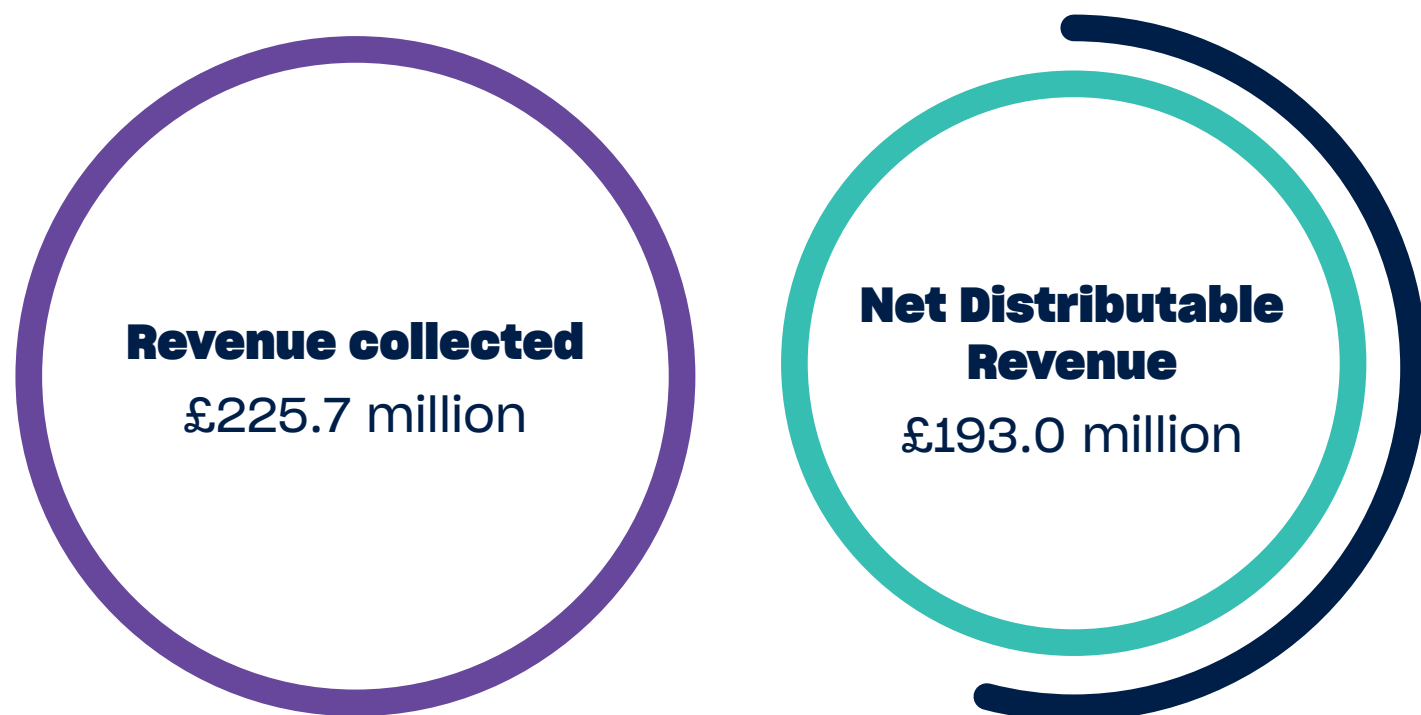 Revenue collected
£225.7 million
Net Distributable
Revenue
£193.0 million